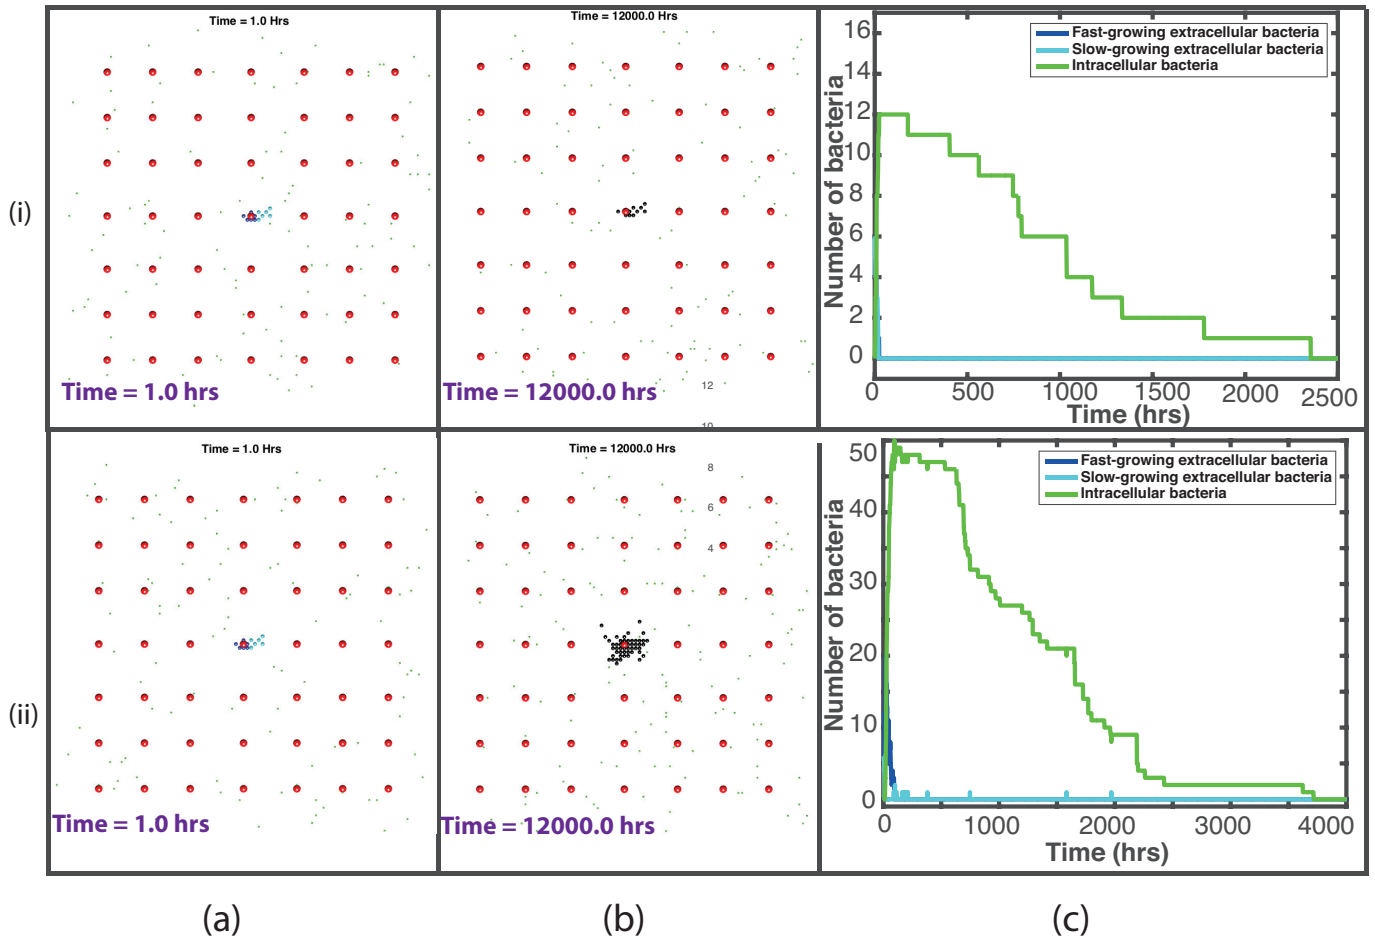 Time = 1.0 Hrs
Time = 12000.0 Hrs
(i)
Time = 1.0 hrs
Time = 12000.0 hrs
12
10
Number of bacteria
16
14
12
10
8
6
4
2
0
Fast-growing extracellular bacteria
Slow-growing extracellular bacteria
Intracellular bacteria
0 500 1000 1500 2000 2500
Time (hrs)
Time =1.0 Hrs
Time =12000.0 Hrs
8
6
4
(ii)
Time = 1.0 hrs
Time = 12000.0 hrs
Number of bacteria
50
40
30
20
10
0
Fast-growing extracellular bacteria
Slow-growing extracellular bacteria
Intracellular bacteria
0 1000 2000 3000 4000
Time (hrs)
(a) (b) (c)